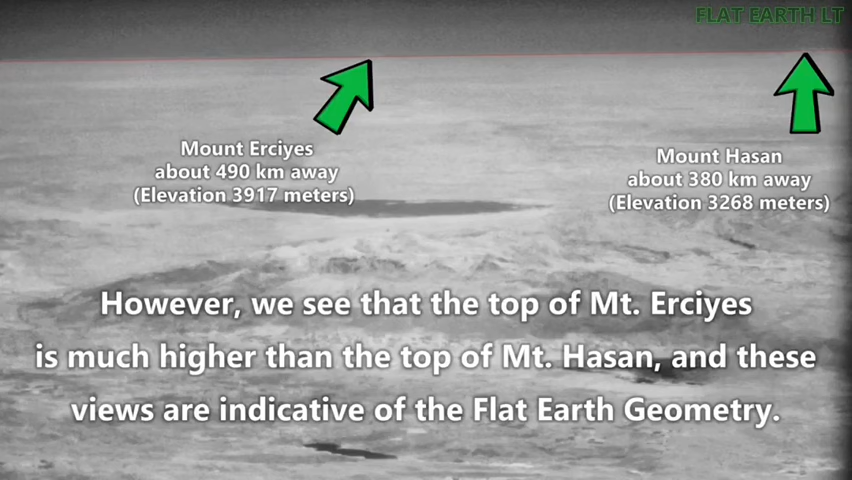 FLAT EARTH LT
Mount Erciyes
about 490 km away
(Elevation 3917 meters)
Mount Hasan
about 380 km away
(Elevation 3268 meters)
However, we see that the top of Mt. Erciyes
is much higher than the top of Mt. Hasan, and these
views are indicative of the Flat Earth Geometry.